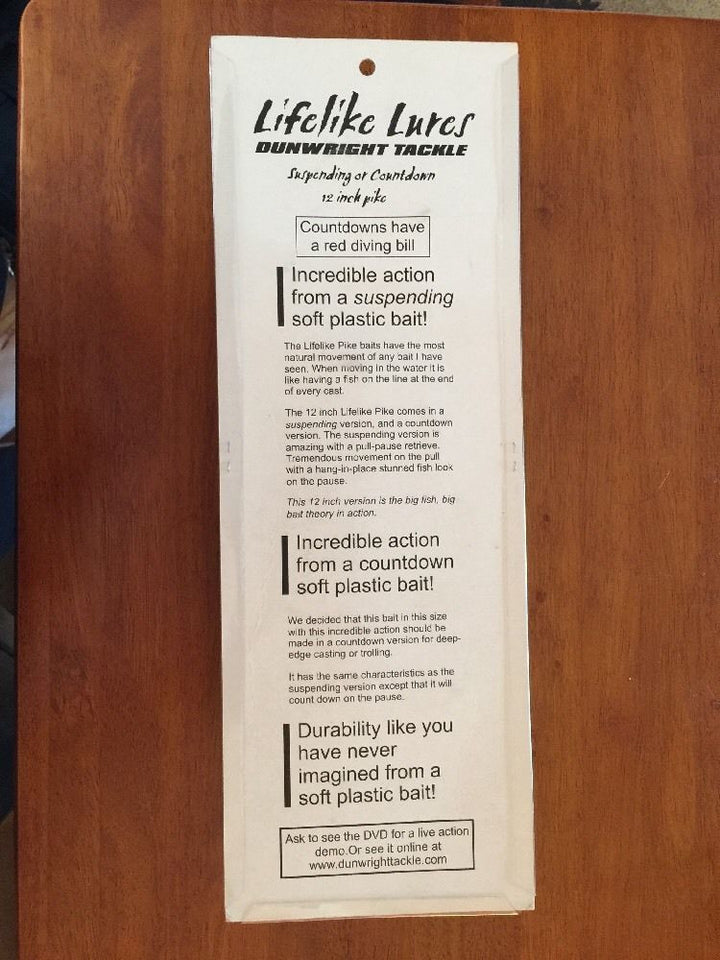 Lifelike Lures
DUNWRIGHT TACKLE
Suspending or Countdown
12 inch pike
Countdowns have
a red diving bill
Incredible action
from a suspending
soft plastic bait!
The Lifelike Pike baits have the most
natural movement of any bait I have
seen. When moving in the water it is
like having a fish on the line at the end
of every cast.
The 12 inch Lifelike Pike comes in a
suspending version, and a countdown
version. The suspending version is
amazing with a pull-pause retrieve.
Tremendous movement on the pull
with a hang-in-place stunned fish look
on the pause.
This 12 inch version is the big fish, big
bait theory in action.
Incredible action
from a countdown
soft plastic bait!
We decided that this bait in this size
with this incredible action should be
made in a countdown version for deep-
edge casting or trolling.
It has the same characteristics as the
suspending version except that it will
count down on the pause.
Durability like you
have never
imagined from a
soft plastic bait!
Ask to see the DVD for a live action
demo.Or see it online at
www.dunwrighttackle.com